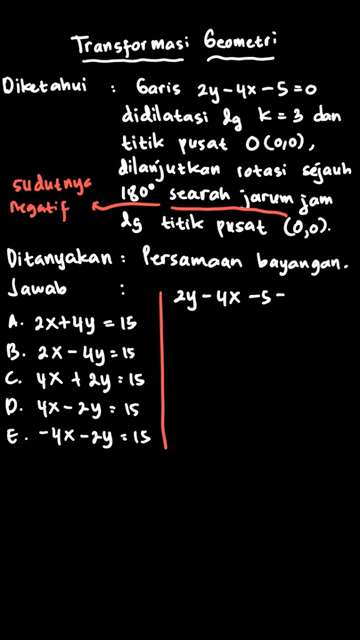 Transformasi Geometri
Diketahui : Garis 2y - 4x - 5 = 0
didilatasi dg k = 3 dan
titik pusat O (0,0),
dilanjutkan rotasi sejauh
180° searah jarum jam
dg titik pusat (0,0).
sudutnya
negatif
Ditanyakan : Persamaan bayangan.
Jawab :
A. 2x + 4y = 15
B. 2x - 4y = 15
C. 4x + 2y = 15
D. 4x - 2y = 15
E. -4x - 2y = 15
2y - 4x - 5 -